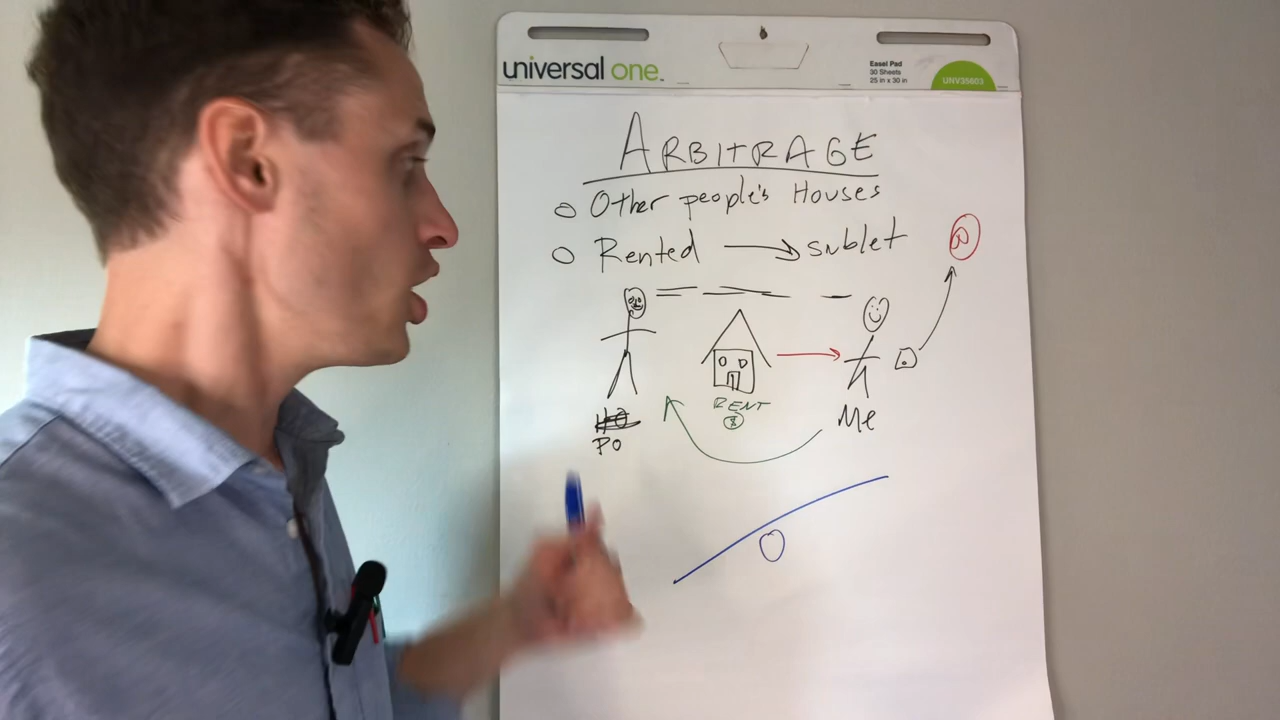 universal one™
Easel Pad
30 Sheets
25 in x 30 in
UNV35603
ARBITRAGE
Other people's Houses
Rented → sublet
RENT
$
Me
PO